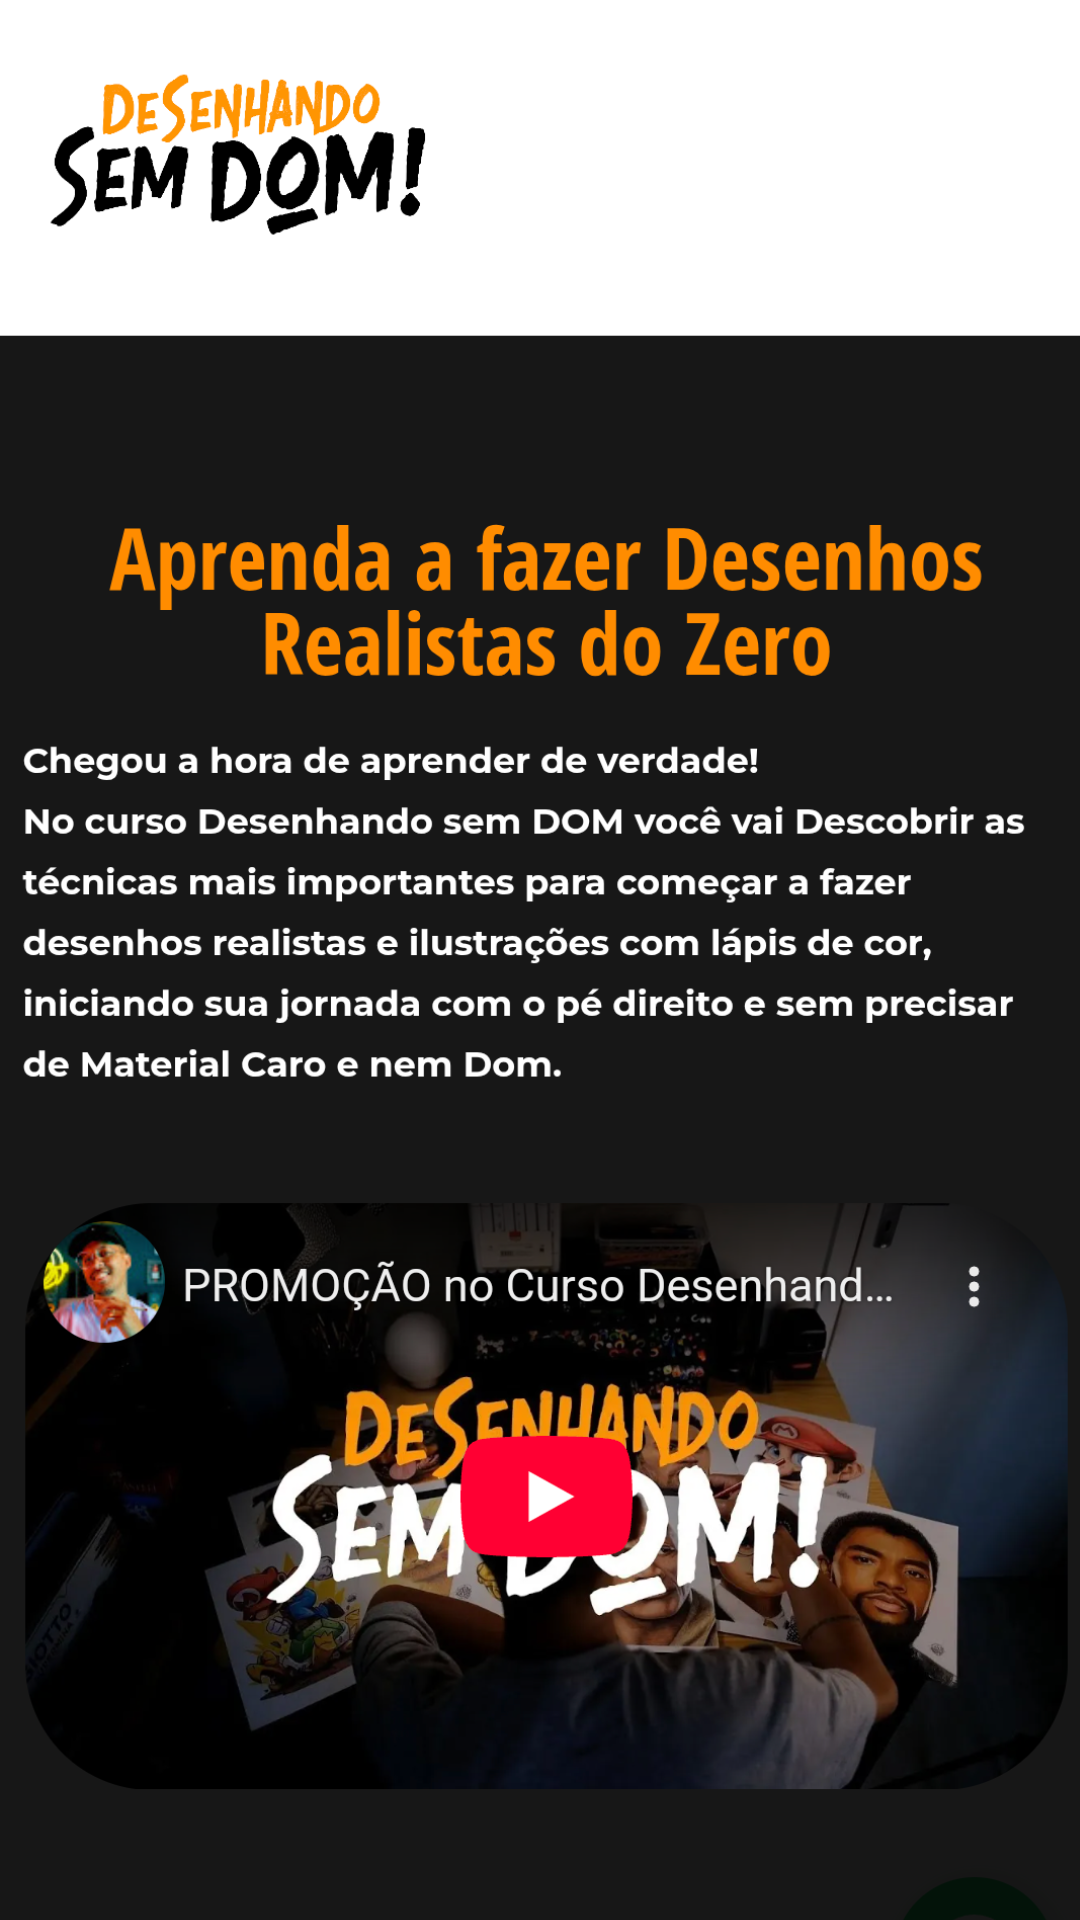 DESENHANDO
SEM DOM!
Aprenda a fazer Desenhos
Realistas do Zero
Chegou a hora de aprender de verdade!
No curso Desenhando sem DOM você vai Descobrir as
técnicas mais importantes para começar a fazer
desenhos realistas e ilustrações com lápis de cor,
iniciando sua jornada com o pé direito e sem precisar
de Material Caro e nem Dom.
PROMOÇÃO no Curso Desenhand...
DESENHANDO
SEM DOM!